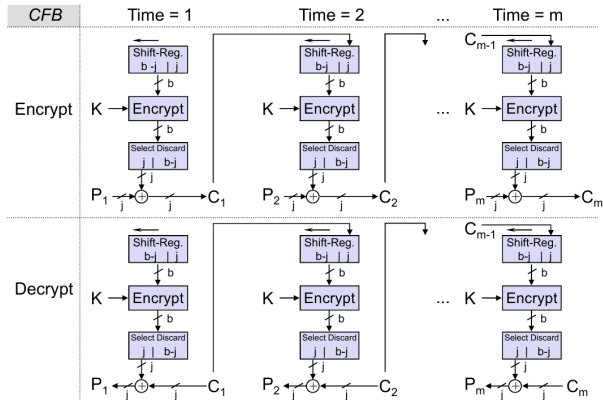 CFB Time = 1 Time = 2 ... Time = m
C m-1
Shift-Reg. Shift-Reg. Shift-Reg.
b -j | j b-j | j b-j | j
b b b
Encrypt K Encrypt K Encrypt ... K Encrypt
b b b
Select Discard Select Discard Select Discard
j | b-j j | b-j j | b-j
j j j
P1 j j C1 P2 j j C2 Pm j j Cm
C m-1
Shift-Reg. Shift-Reg. Shift-Reg.
b-j | j b-j | j b-j | j
b b b
Decrypt K Encrypt K Encrypt ... K Encrypt
b b b
Select Discard Select Discard Select Discard
j | b-j j | b-j j | b-j
j j j
P1 j j C1 P2 j j C2 Pm j j Cm